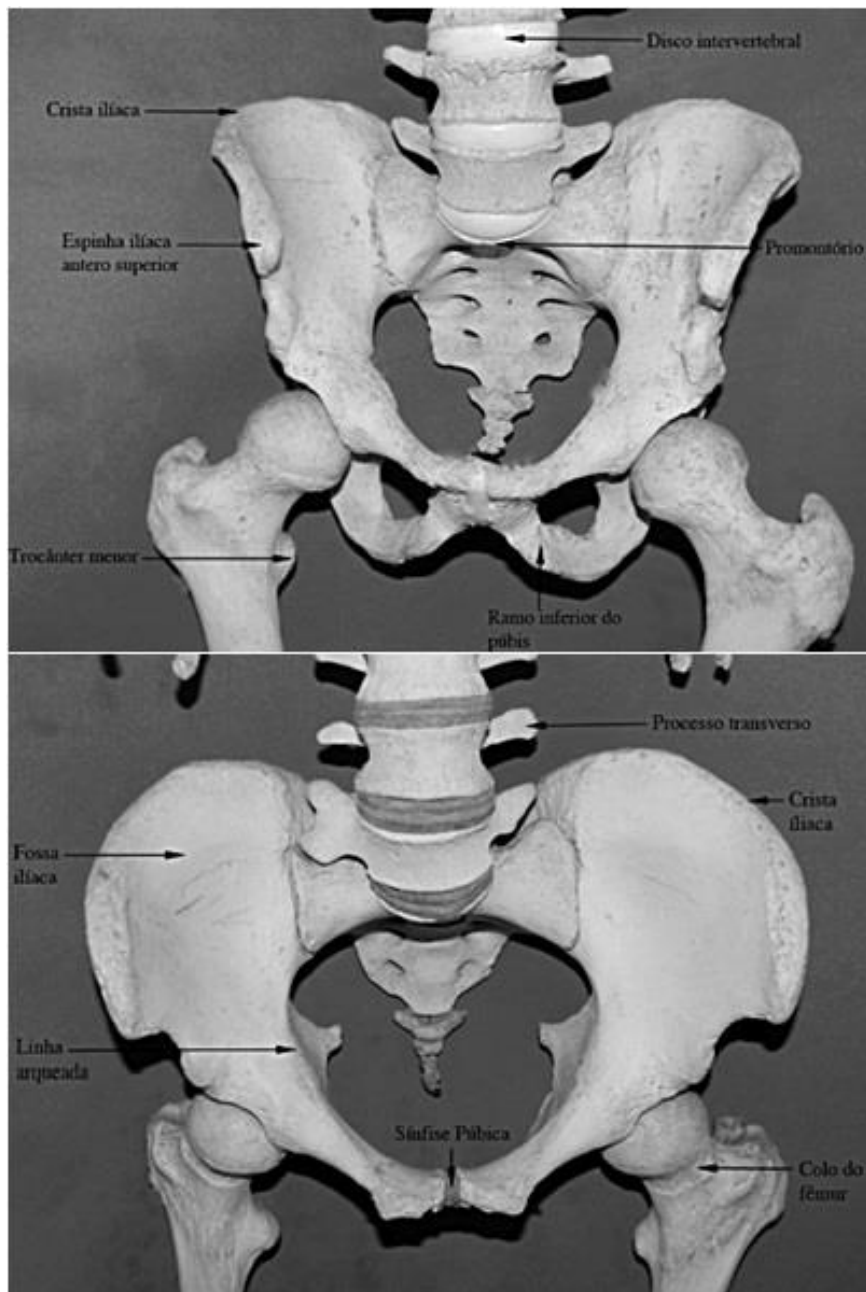 Disco intervertebral
Crista ilíaca
Espinha ilíaca
antero superior
Promontório
Trocânter menor
Ramo inferior do
púbis
Processo transverso
Crista
ílíaca
Fossa
ilíaca
Linha
arqueada
Sínfise Púbica
Colo do
fêmur